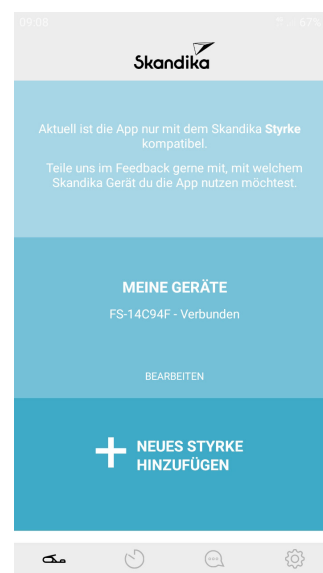 09:08 67%
Skandika
Aktuell ist die App nur mit dem Skandika Styrke
kompatibel.
Teile uns im Feedback gerne mit, mit welchem
Skandika Gerät du die App nutzen möchtest.
MEINE GERÄTE
FS-14C94F - Verbunden
BEARBEITEN
NEUES STYRKE
HINZUFÜGEN